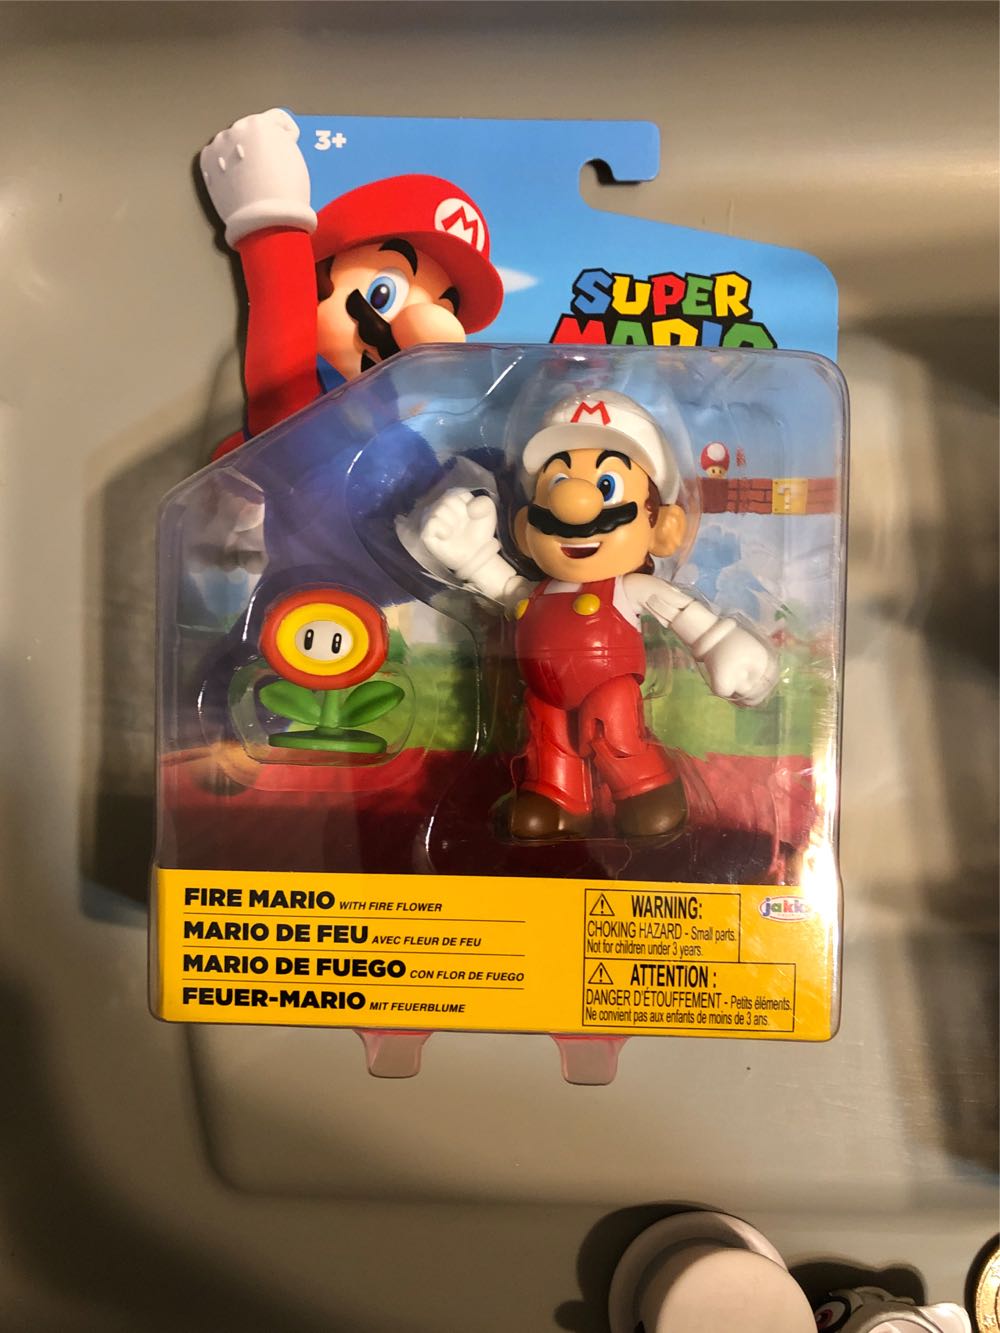 3+
M
SUPER
MARIO
M
?
FIRE MARIO WITH FIRE FLOWER
MARIO DE FEU AVEC FLEUR DE FEU
MARIO DE FUEGO CON FLOR DE FUEGO
FEUER-MARIO MIT FEUERBLUME
WARNING:
CHOKING HAZARD - Small parts.
Not for children under 3 years.
ATTENTION :
DANGER D'ÉTOUFFEMENT - Petits éléments.
Ne convient pas aux enfants de moins de 3 ans.
jakks